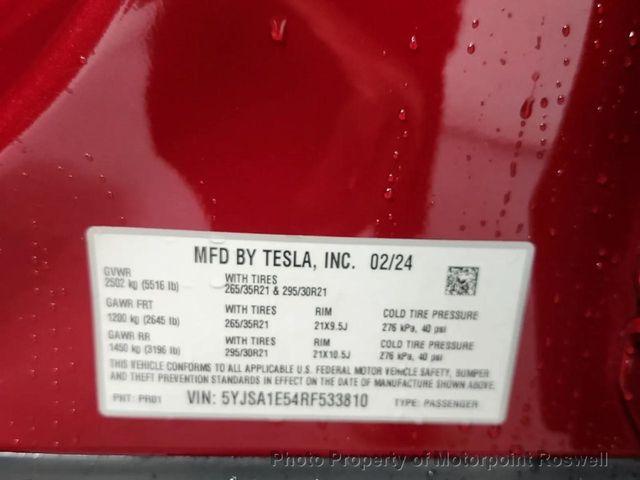 MFD BY TESLA, INC. 02/24
GVWR
2502 kg (5516 lb)
WITH TIRES
265/35R21 & 295/30R21
GAWR FRT
1200 kg (2645 lb)
WITH TIRES
265/35R21
RIM
21X9.5J
COLD TIRE PRESSURE
276 kPa, 40 psi
GAWR RR
1450 kg (3196 lb)
WITH TIRES
295/30R21
RIM
21X10.5J
COLD TIRE PRESSURE
276 kPa, 40 psi
THIS VEHICLE CONFORMS TO ALL APPLICABLE FEDERAL MOTOR VEHICLE SAFETY, BUMPER,
AND THEFT PREVENTION STANDARDS IN EFFECT ON THE DATE OF MANUFACTURE SHOWN ABOVE.
PNT: PR01
VIN: 5YJSA1E54RF533810
TYPE: PASSENGER
Photo Property of Motorpoint Roswell